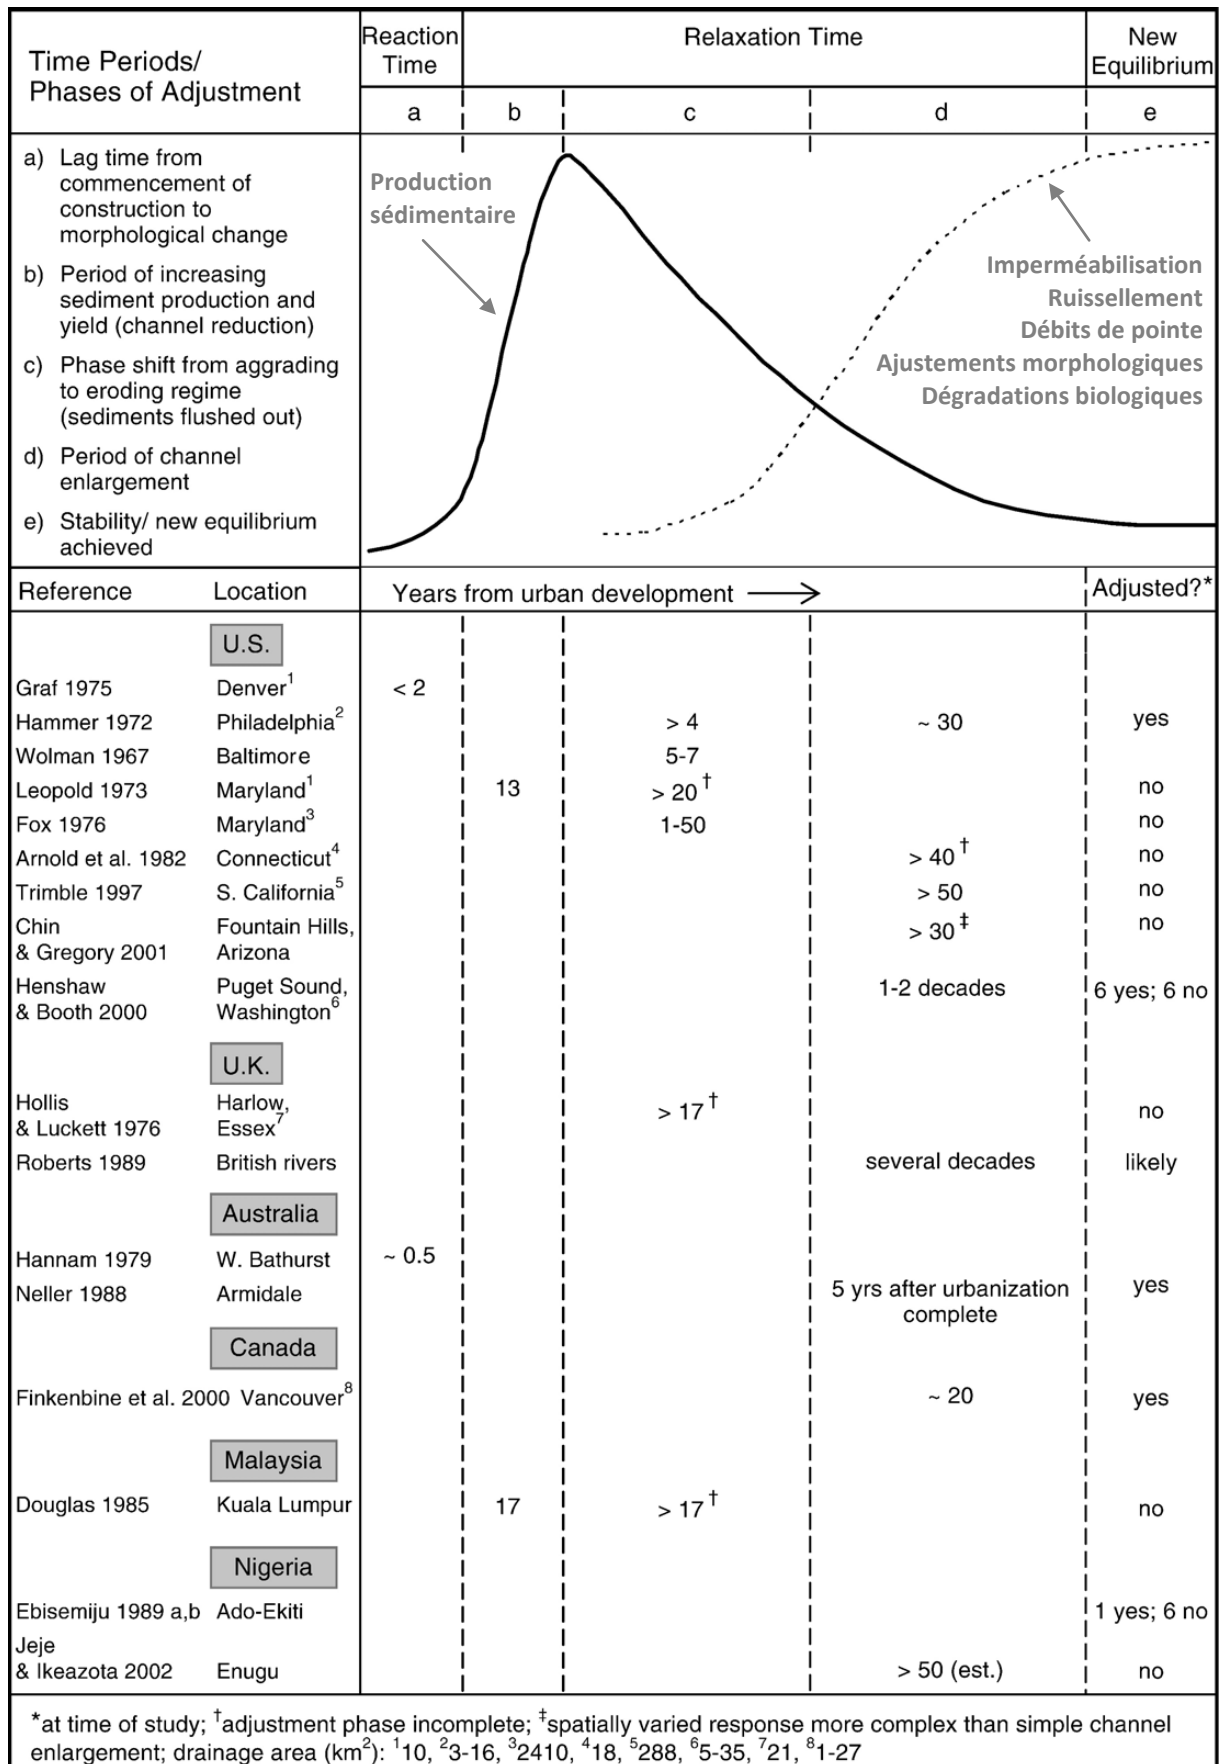 Time Periods/
Phases of Adjustment
Reaction
Time
Relaxation Time
New
Equilibrium
a
b
c
d
e
a) Lag time from
commencement of
construction to
morphological change
b) Period of increasing
sediment production and
yield (channel reduction)
c) Phase shift from aggrading
to eroding regime
(sediments flushed out)
d) Period of channel
enlargement
e) Stability/ new equilibrium
achieved
Production
sédimentaire
Imperméabilisation
Ruissellement
Débits de pointe
Ajustements morphologiques
Dégradations biologiques
Reference Location Years from urban development → Adjusted?*
U.S.
Graf 1975 Denver¹ < 2
Hammer 1972 Philadelphia² > 4 ~ 30 yes
Wolman 1967 Baltimore 5-7
Leopold 1973 Maryland¹ 13 > 20† no
Fox 1976 Maryland³ 1-50 no
Arnold et al. 1982 Connecticut⁴ > 40† no
Trimble 1997 S. California⁵ > 50 no
Chin Fountain Hills, > 30‡ no
& Gregory 2001 Arizona
Henshaw Puget Sound, 1-2 decades 6 yes; 6 no
& Booth 2000 Washington⁶
U.K.
Hollis Harlow, > 17† no
& Luckett 1976 Essex⁷
Roberts 1989 British rivers several decades likely
Australia
Hannam 1979 W. Bathurst ~ 0.5
Neller 1988 Armidale 5 yrs after urbanization yes
complete
Canada
Finkenbine et al. 2000 Vancouver⁸ ~ 20 yes
Malaysia
Douglas 1985 Kuala Lumpur 17 > 17† no
Nigeria
Ebisemiju 1989 a,b Ado-Ekiti 1 yes; 6 no
Jeje
& Ikeazota 2002 Enugu > 50 (est.) no
*at time of study; †adjustment phase incomplete; ‡spatially varied response more complex than simple channel
enlargement; drainage area (km²): ¹10, ²3-16, ³2410, ⁴18, ⁵288, ⁶5-35, ⁷21, ⁸1-27